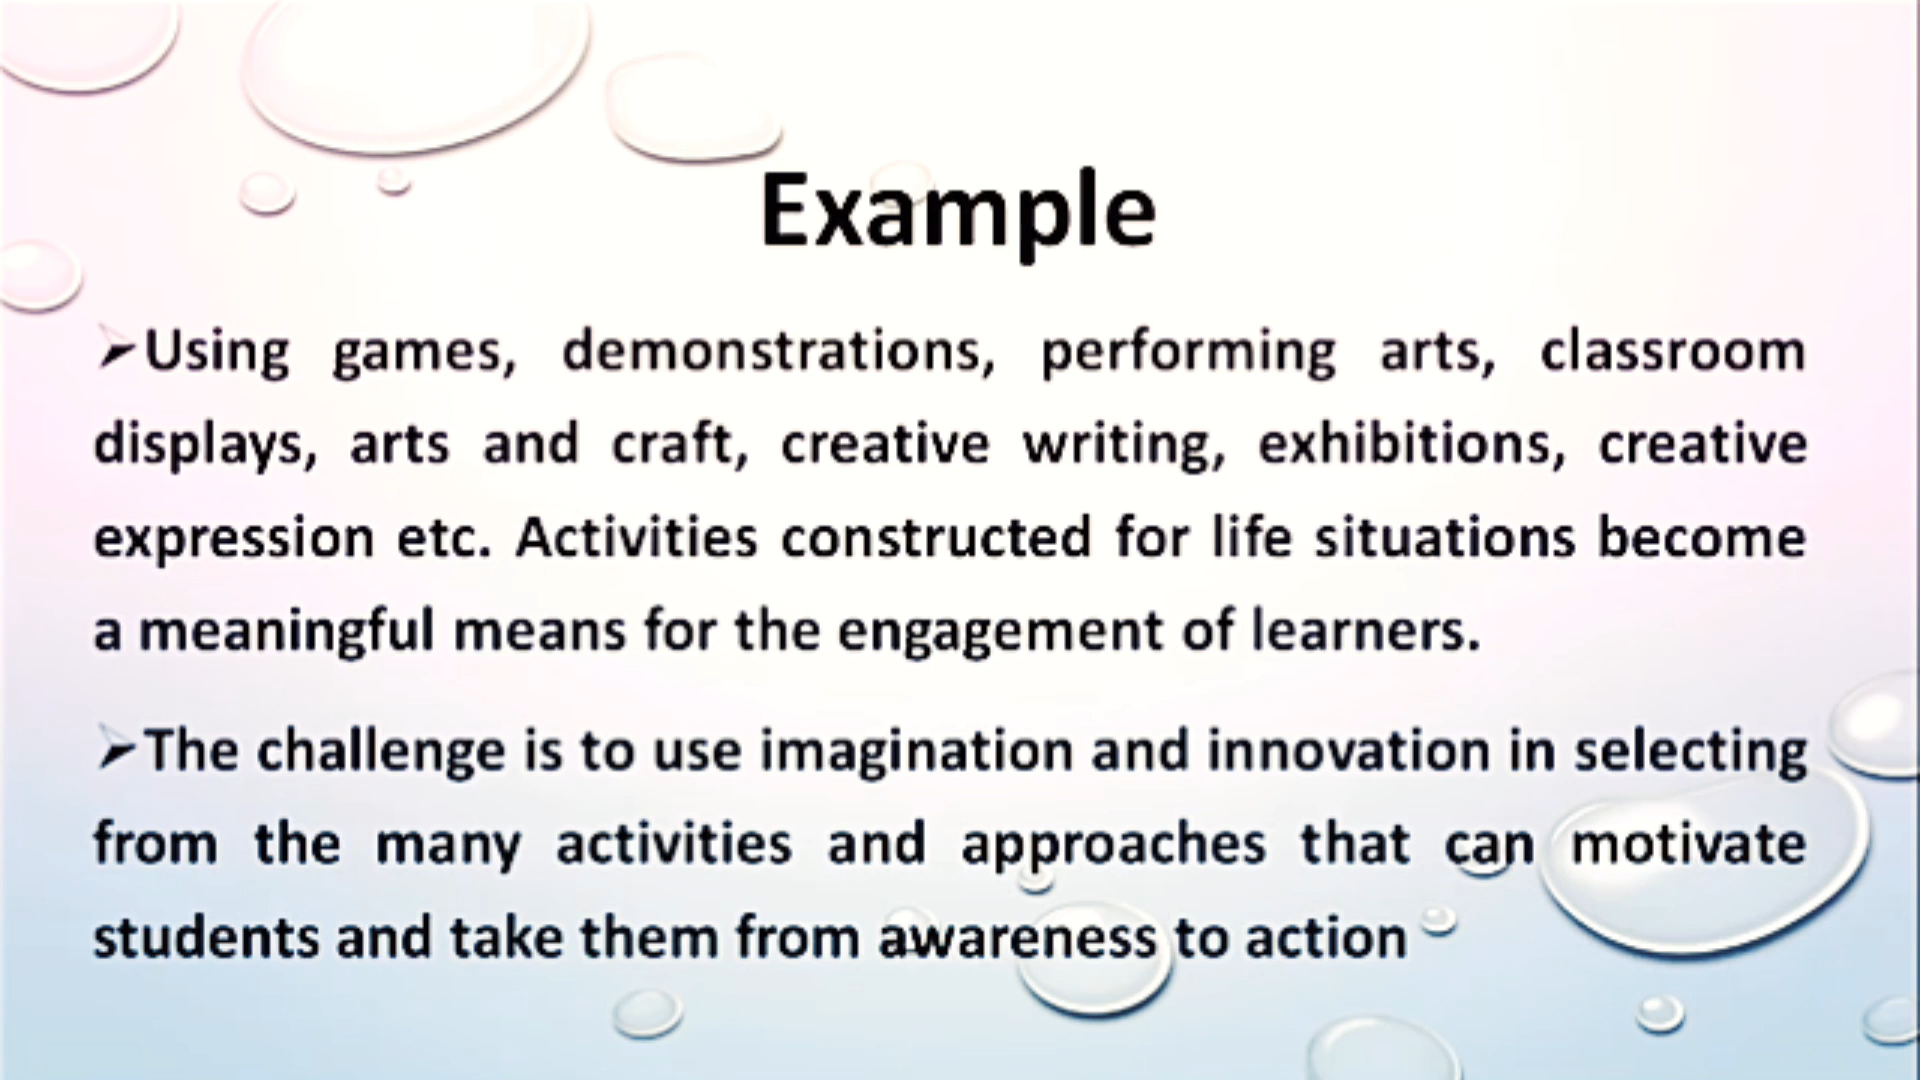 Example
➢Using games, demonstrations, performing arts, classroom
displays, arts and craft, creative writing, exhibitions, creative
expression etc. Activities constructed for life situations become
a meaningful means for the engagement of learners.
➢The challenge is to use imagination and innovation in selecting
from the many activities and approaches that can motivate
students and take them from awareness to action